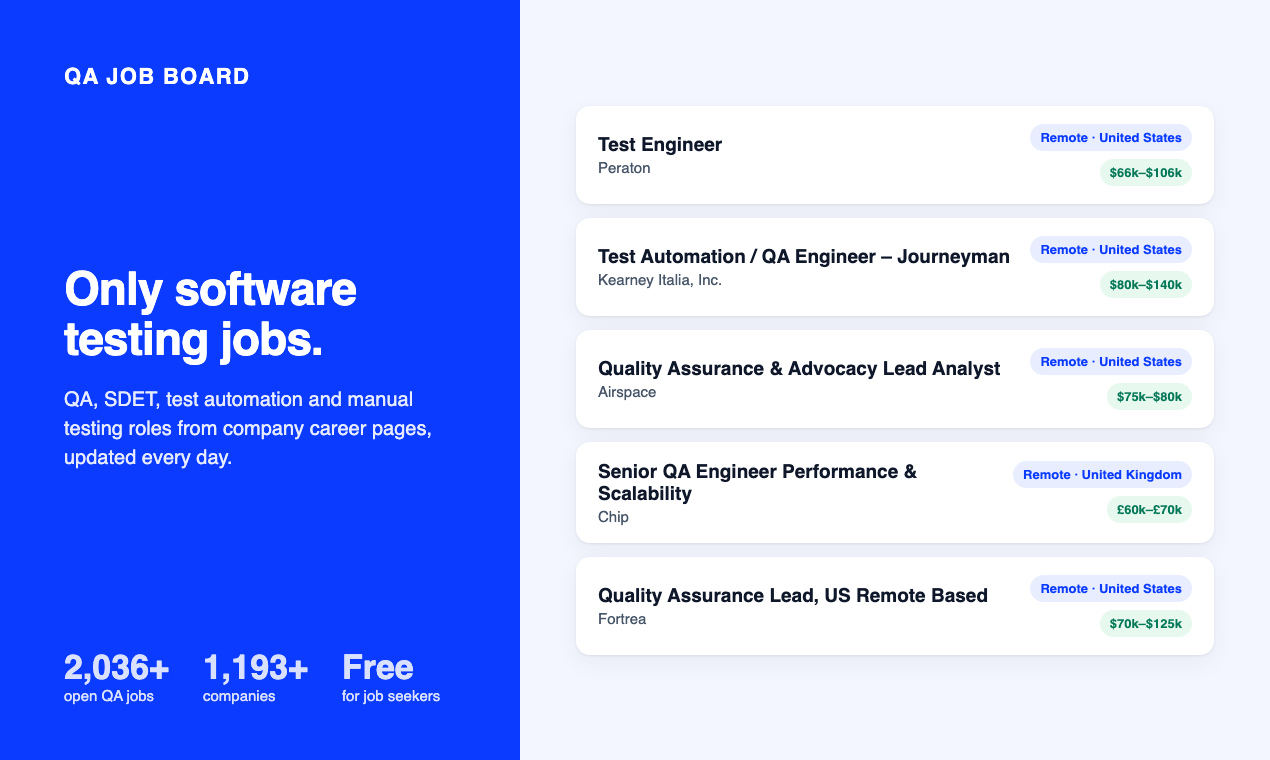 QA JOB BOARD
Only software
testing jobs.
QA, SDET, test automation and manual
testing roles from company career pages,
updated every day.
2,036+
open QA jobs
1,193+
companies
Free
for job seekers
Test Engineer
Peraton
Remote · United States
$66k–$106k
Test Automation / QA Engineer – Journeyman
Kearney Italia, Inc.
Remote · United States
$80k–$140k
Quality Assurance & Advocacy Lead Analyst
Airspace
Remote · United States
$75k–$80k
Senior QA Engineer Performance &
Scalability
Chip
Remote · United Kingdom
£60k–£70k
Quality Assurance Lead, US Remote Based
Fortrea
Remote · United States
$70k–$125k